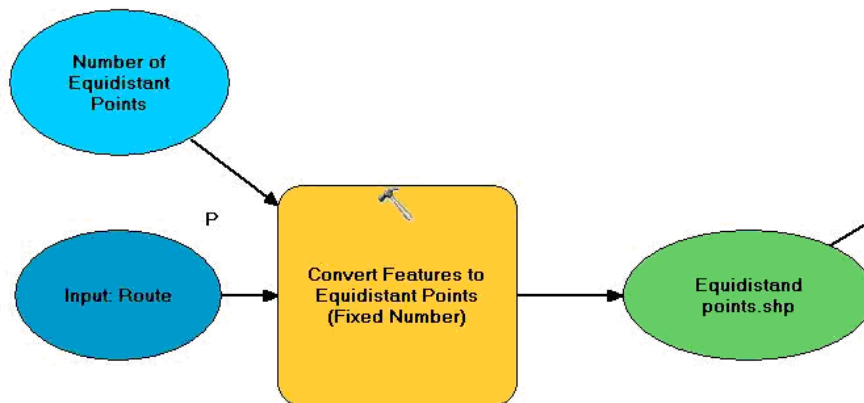 Number of
Equidistant
Points
P
Input: Route
Convert Features to
Equidistant Points
(Fixed Number)
Equidistand
points.shp